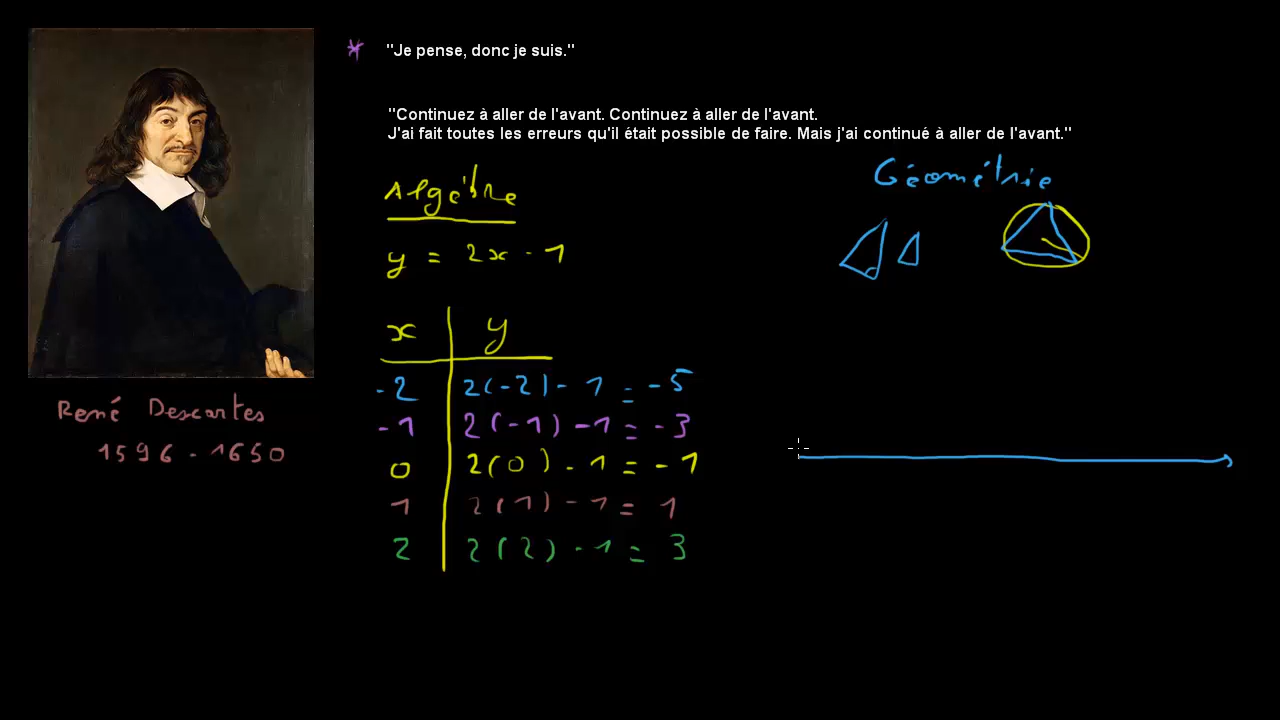 "Je pense, donc je suis."
"Continuez à aller de l'avant. Continuez à aller de l'avant.
J'ai fait toutes les erreurs qu'il était possible de faire. Mais j'ai continué à aller de l'avant."
Algèbre
y = 2x - 1
x y
-2 2(-2) - 1 = -5
-1 2(-1) - 1 = -3
0 2(0) - 1 = -1
1 2(1) - 1 = 1
2 2(2) - 1 = 3
Géométrie
René Descartes
1596 - 1650